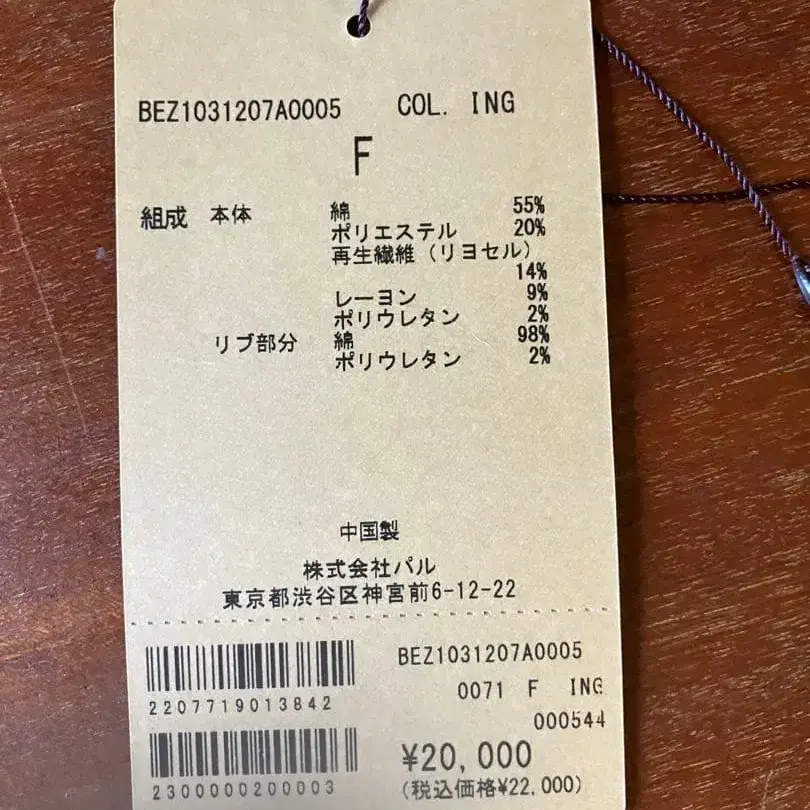 BEZ1031207A0005 COL. ING
F
組成 本体 綿 55%
ポリエステル 20%
再生繊維（リヨセル）
14%
レーヨン 9%
ポリウレタン 2%
リブ部分 綿 98%
ポリウレタン 2%
中国製
株式会社パル
東京都渋谷区神宮前6-12-22
BEZ1031207A0005
2207719013842
0071 F ING
000544
¥20,000
2300000200003
(税込価格¥22,000)